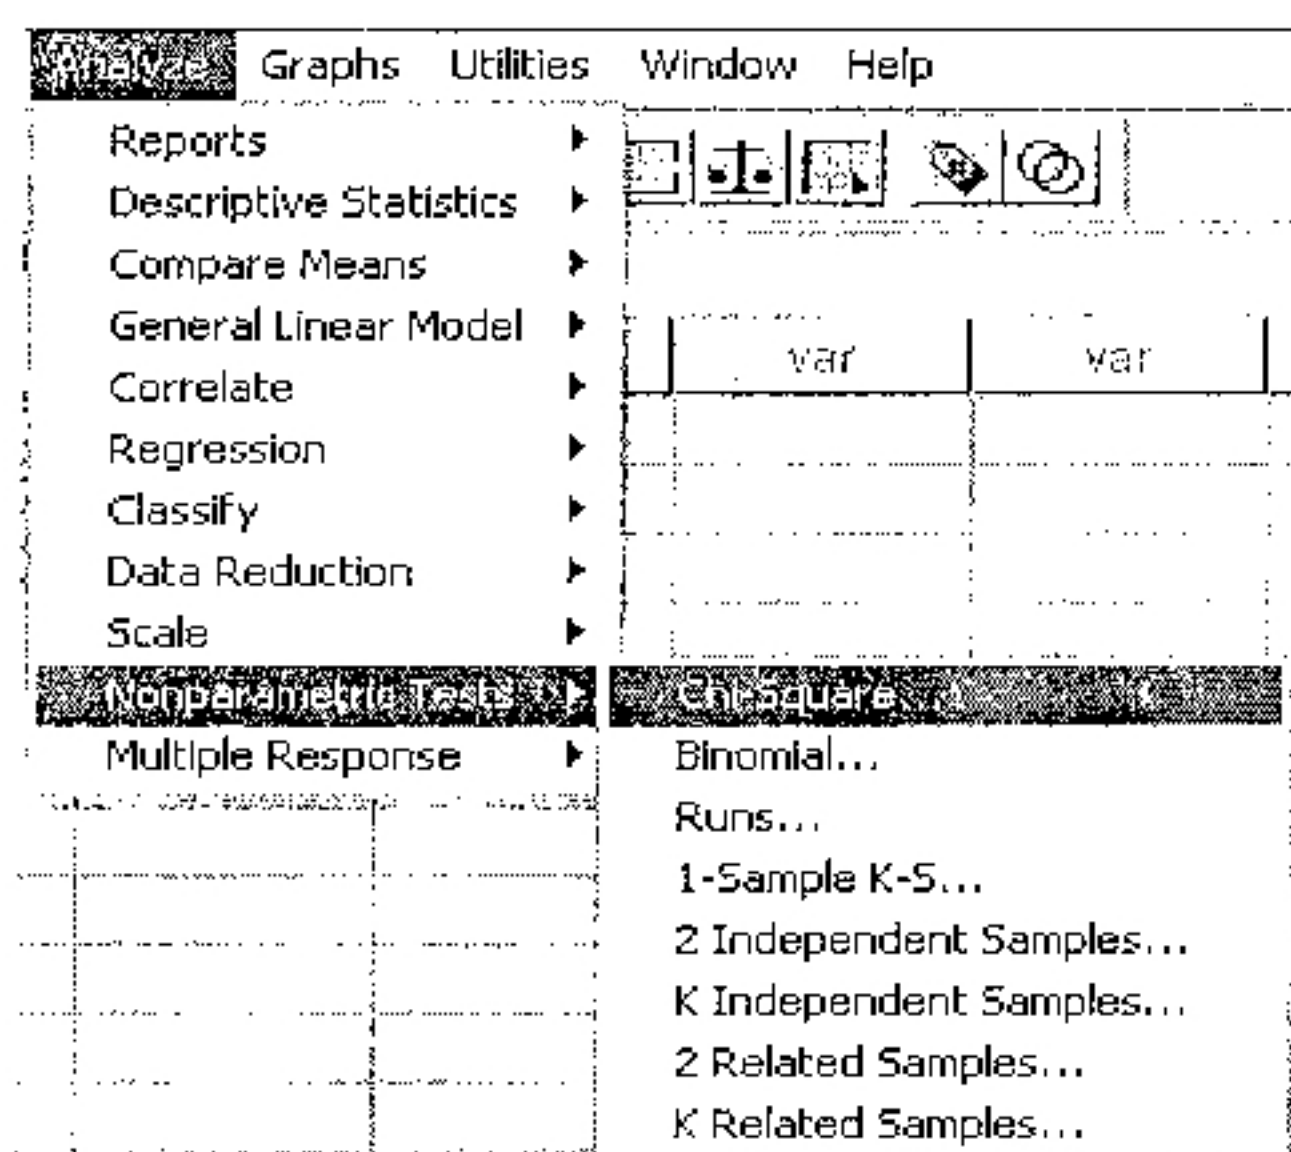 Analyze Graphs Utilities Window Help
Reports
Descriptive Statistics
Compare Means
General Linear Model
var var
Correlate
Regression
Classify
Data Reduction
Scale
Nonparametric Tests
Chi-Square...
Multiple Response
Binomial...
Runs...
1-Sample K-S...
2 Independent Samples...
K Independent Samples...
2 Related Samples...
K Related Samples...